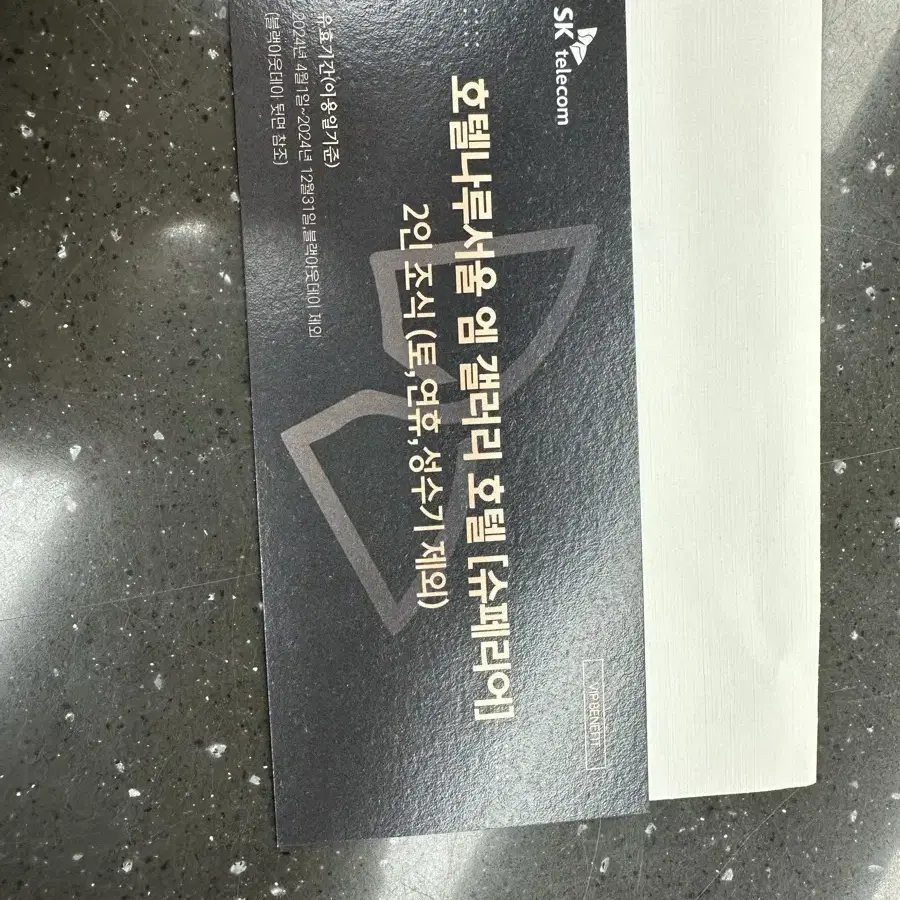 SK telecom
VIP BENEFIT
호텔나루서울 엠 갤러리 호텔 [슈페리어]
2인 조식 (토,연휴,성수기 제외)
유효기간(이용일기준)
2024년 4월1일~2024년 12월31일,블랙아웃데이 제외
(블랙아웃데이 뒷면 참조)